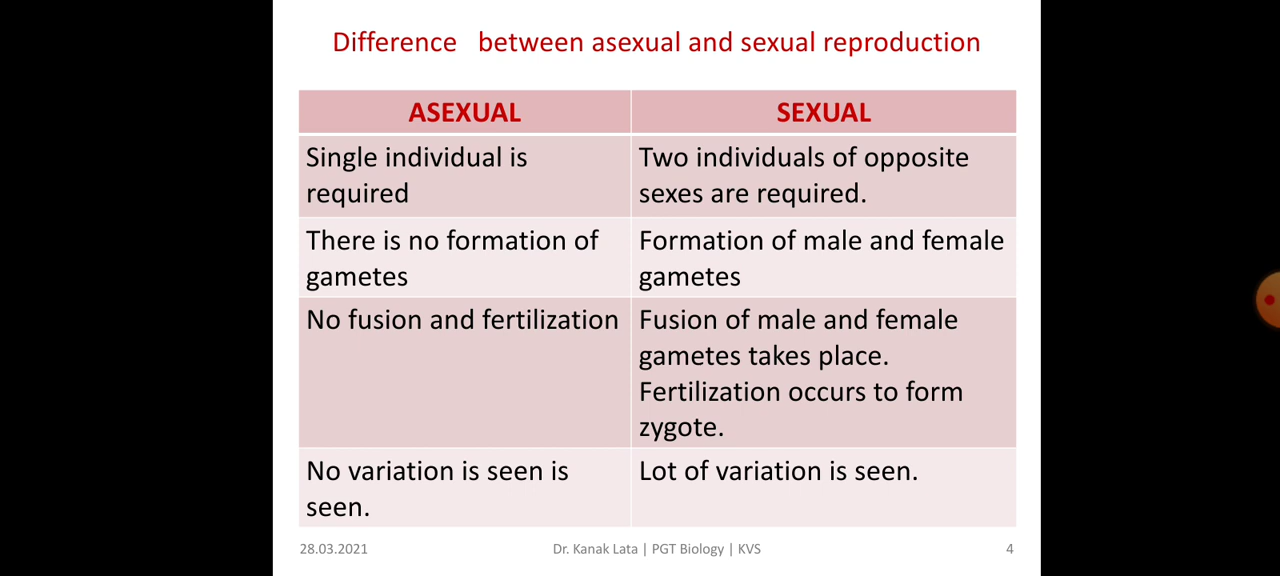 Difference between asexual and sexual reproduction
ASEXUAL
SEXUAL
Single individual is
required
Two individuals of opposite
sexes are required.
There is no formation of
gametes
Formation of male and female
gametes
No fusion and fertilization
Fusion of male and female
gametes takes place.
Fertilization occurs to form
zygote.
No variation is seen is
seen.
Lot of variation is seen.
28.03.2021
Dr. Kanak Lata | PGT Biology | KVS
4